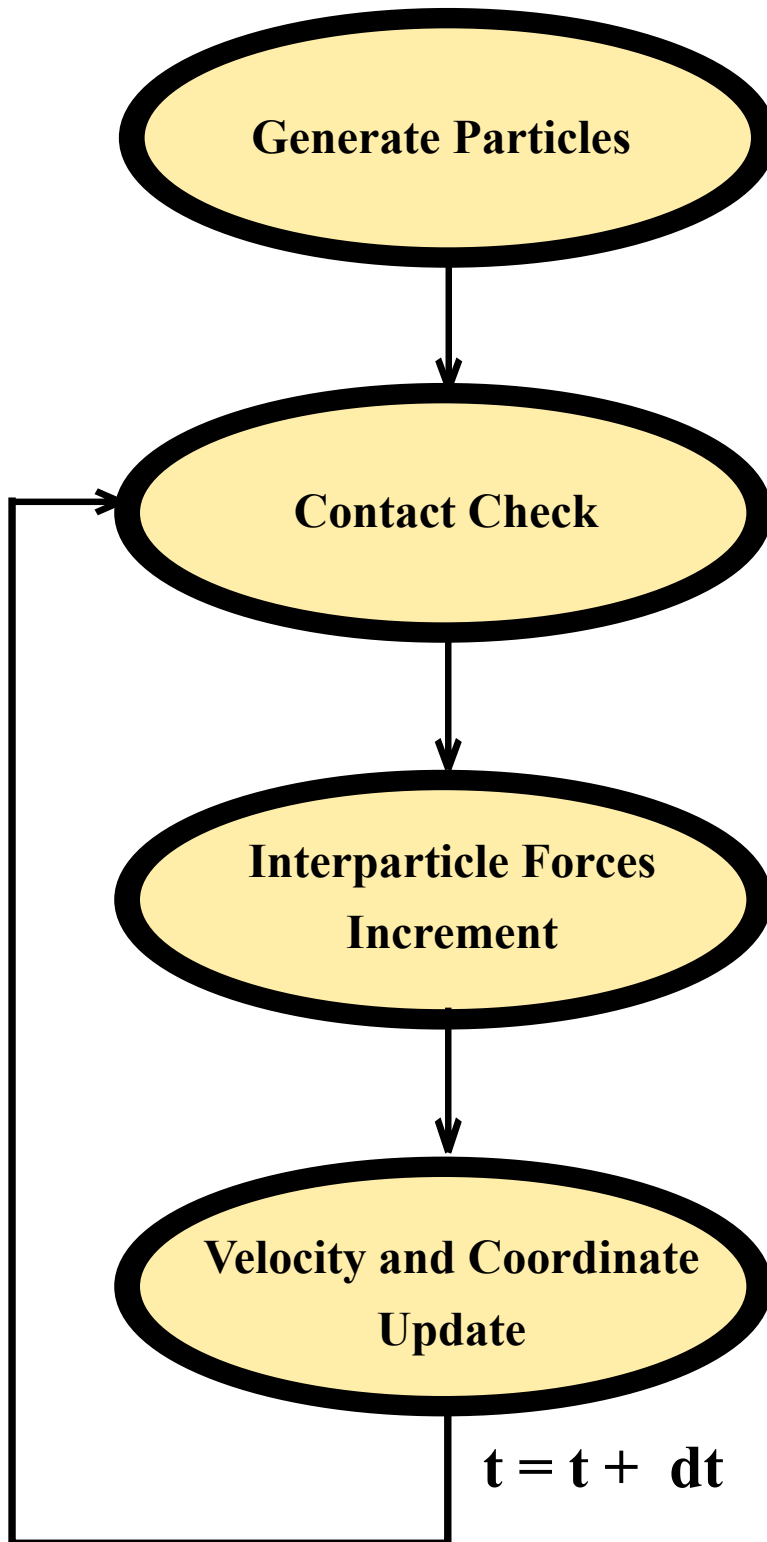 Generate Particles
Contact Check
Interparticle Forces
Increment
Velocity and Coordinate
Update
t = t + dt